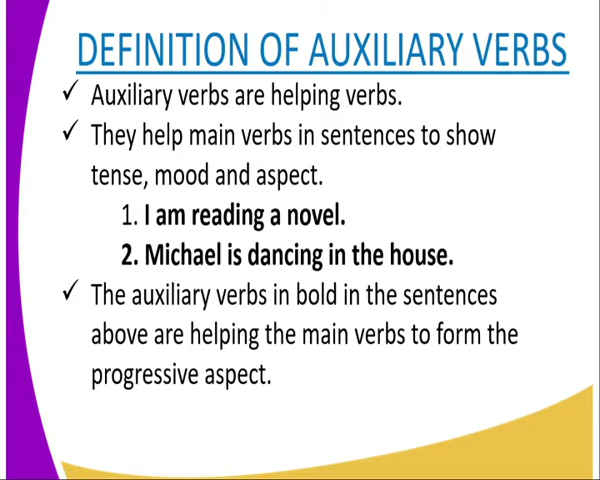 DEFINITION OF AUXILIARY VERBS
✓ Auxiliary verbs are helping verbs.
✓ They help main verbs in sentences to show
tense, mood and aspect.
1. I am reading a novel.
2. Michael is dancing in the house.
✓ The auxiliary verbs in bold in the sentences
above are helping the main verbs to form the
progressive aspect.